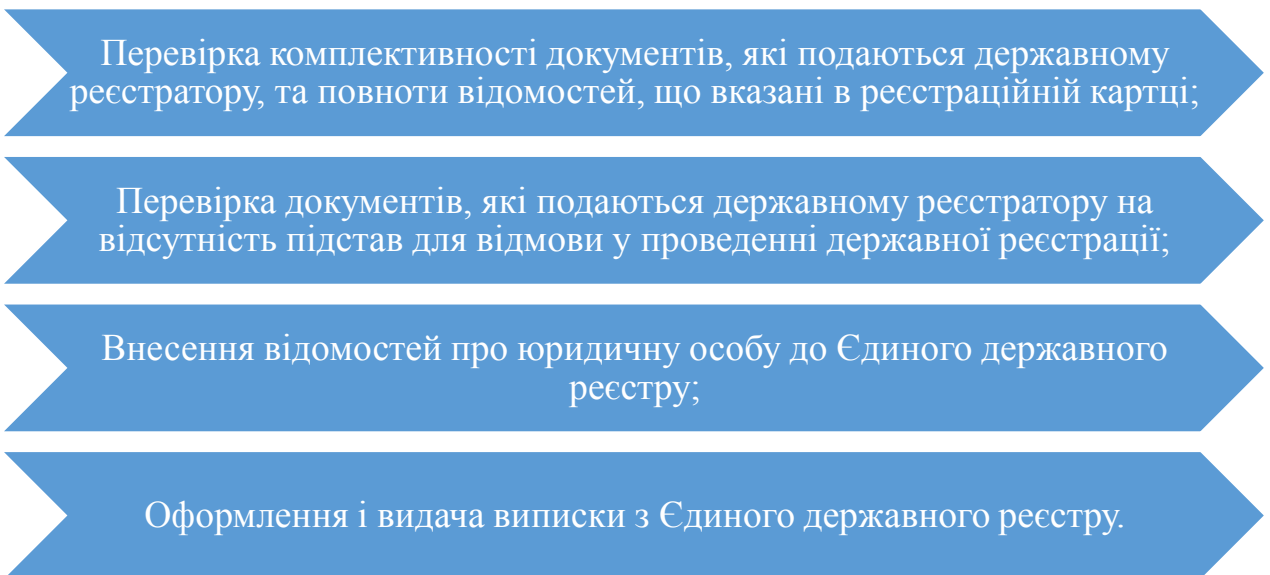 Перевірка комплективності документів, які подаються державному
реєстратору, та повноти відомостей, що вказані в реєстраційній картці;
Перевірка документів, які подаються державному реєстратору на
відсутність підстав для відмови у проведенні державної реєстрації;
Внесення відомостей про юридичну особу до Єдиного державного
реєстру;
Оформлення і видача виписки з Єдиного державного реєстру.